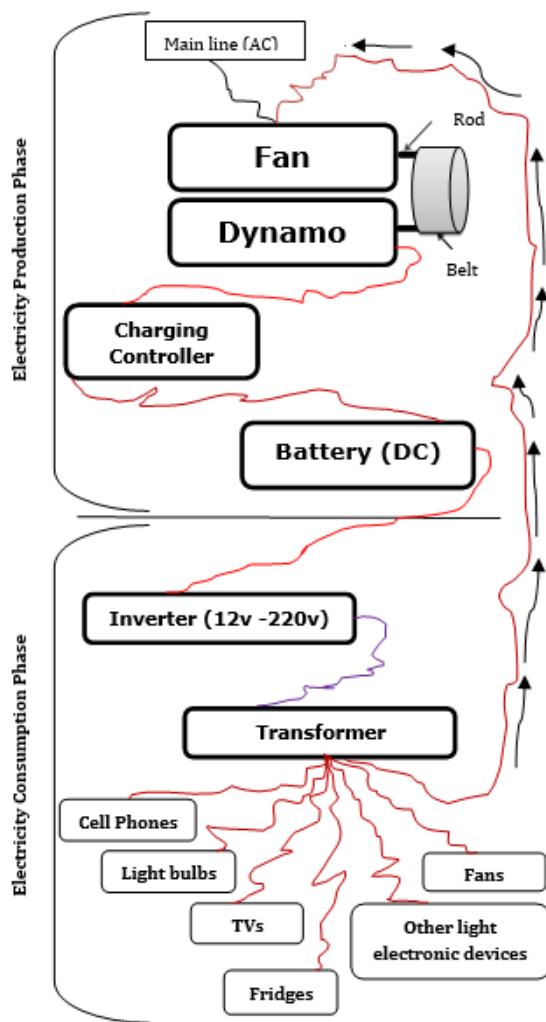 Main line (AC)
Rod
Fan
Dynamo
Belt
Electricity Production Phase
Charging
Controller
Battery (DC)
Inverter (12v -220v)
Electricity Consumption Phase
Transformer
Cell Phones
Light bulbs
Fans
TVs
Other light
electronic devices
Fridges